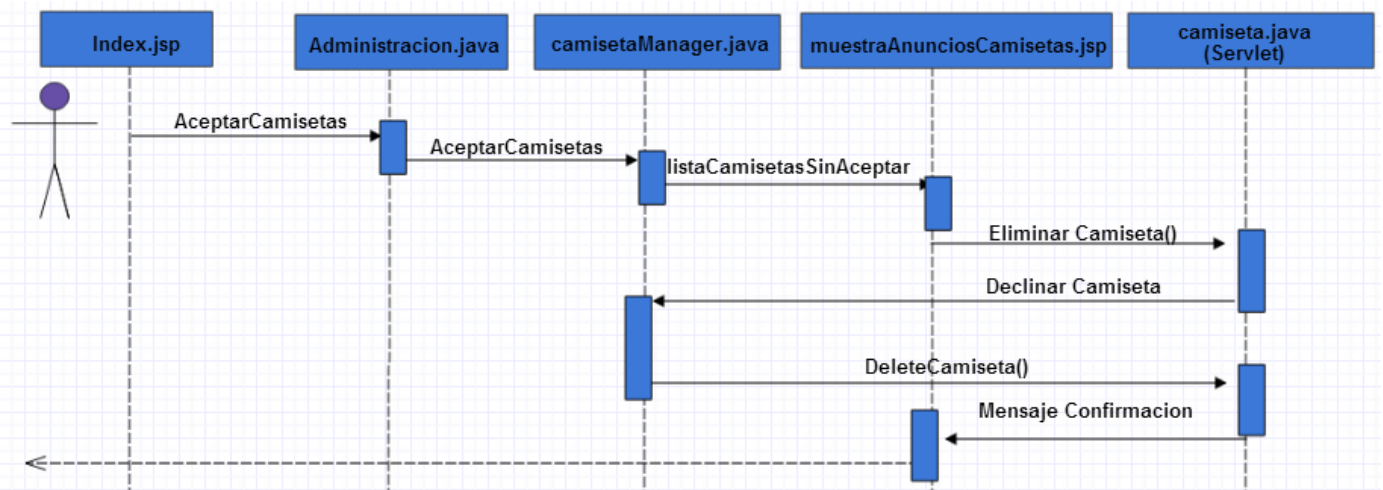 Index.jsp
Administracion.java
camisetaManager.java
muestraAnunciosCamisetas.jsp
camiseta.java
(Servlet)
AceptarCamisetas
AceptarCamisetas
listaCamisetasSinAceptar
Eliminar Camiseta()
Declinar Camiseta
DeleteCamiseta()
Mensaje Confirmacion